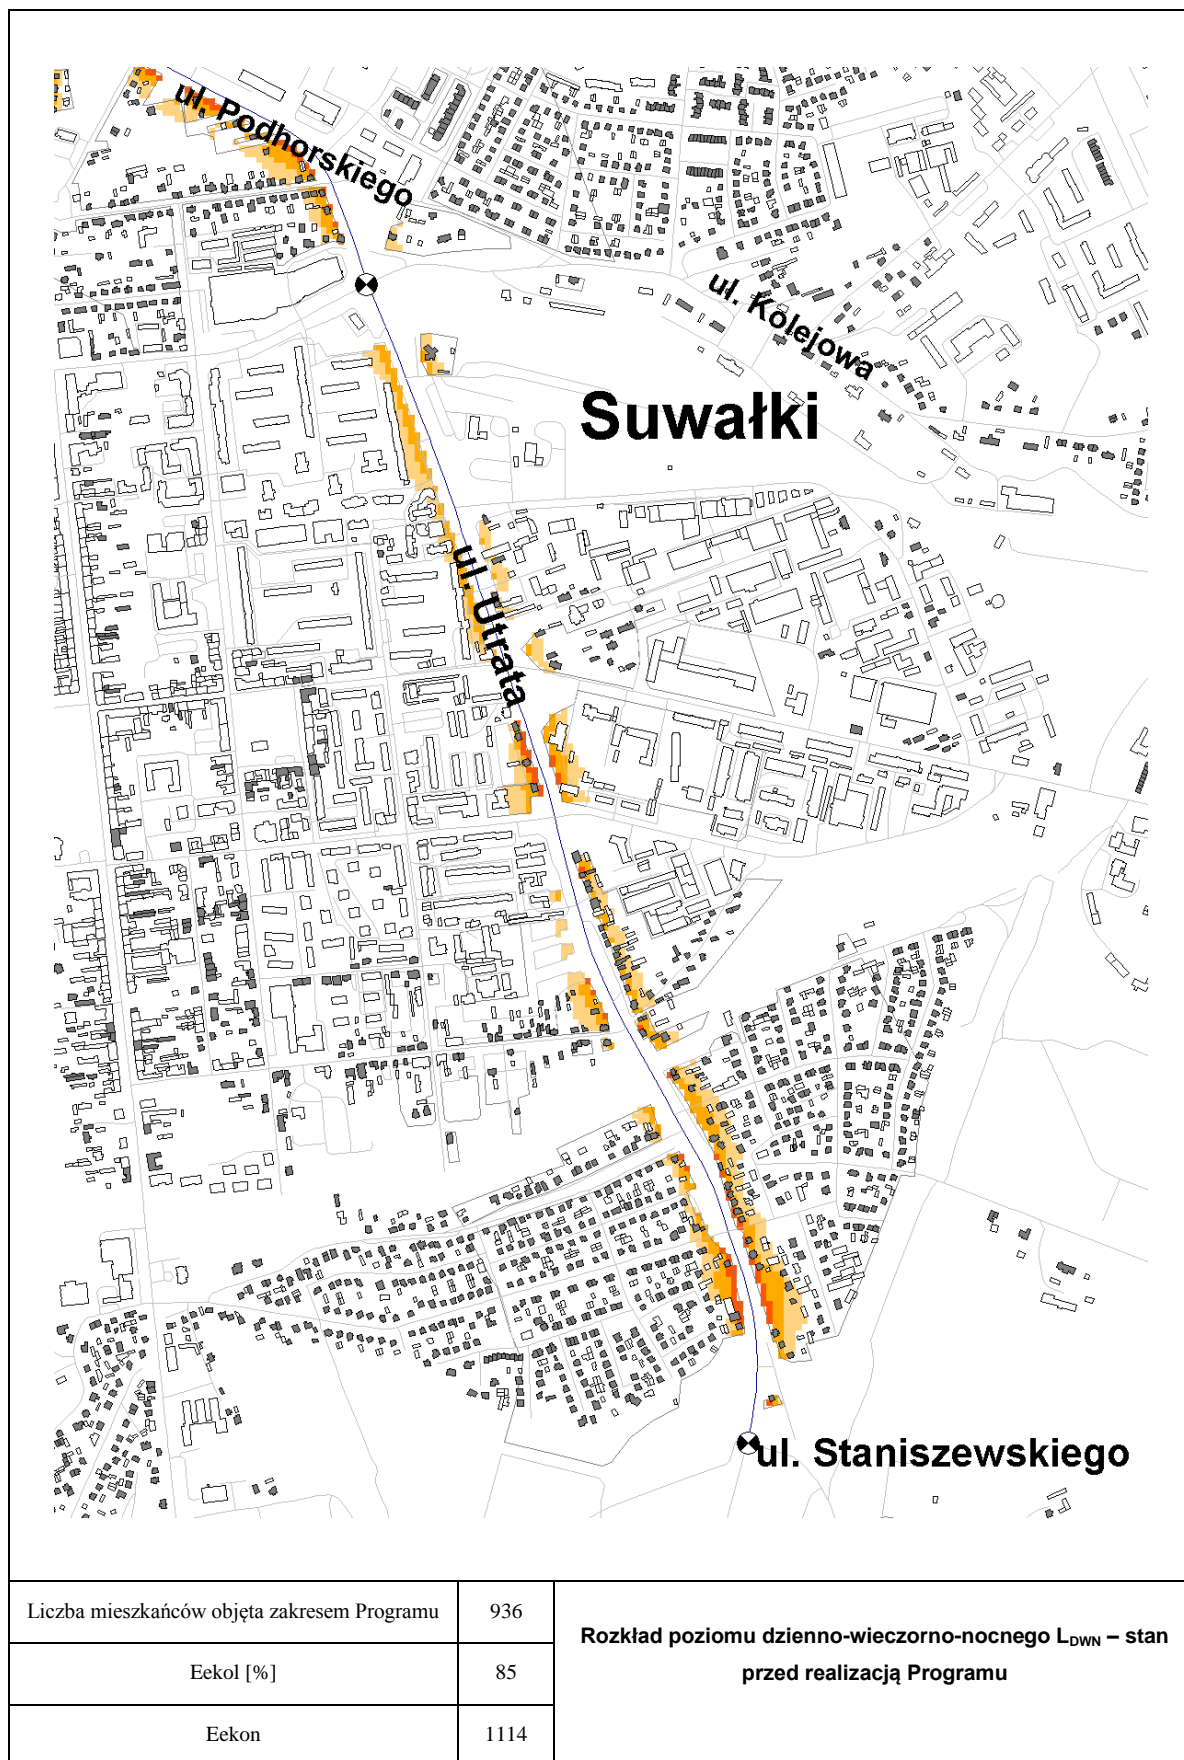 ul. Podhorskiego
ul. Kolejowa
Suwałki
ul. Utrata
ul. Staniszewskiego
Liczba mieszkańców objęta zakresem Programu 936
Eekol [%] 85
Eekon 1114
Rozkład poziomu dzienno-wieczorno-nocnego LDWN – stan
przed realizacją Programu